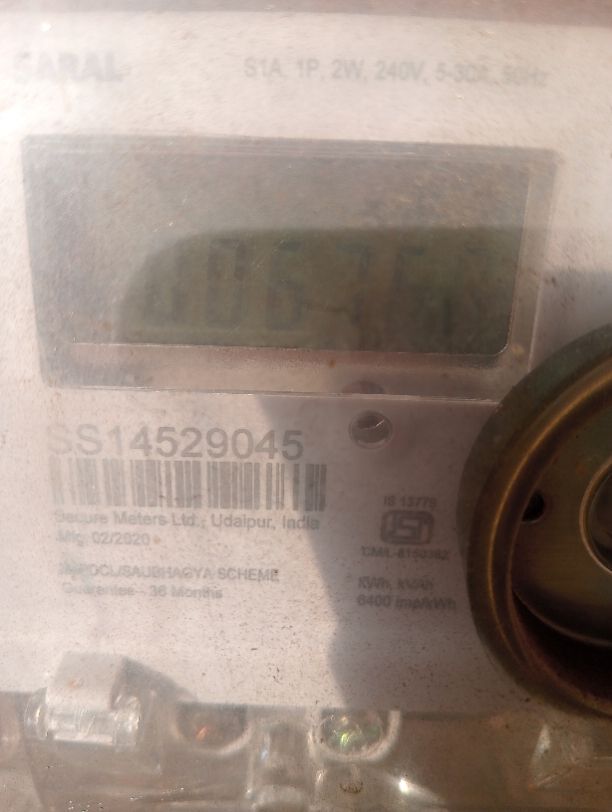 SARAL
S1A, 1P, 2W, 240V, 5-30A, 50Hz
SS14529045
Secure Meters Ltd., Udaipur, India
Mfg. 02/2020
SAUBHAGYA SCHEME
Guarantee - 36 Months
IS 13779
ISI
kWh, kVAh
6400 imp/kWh